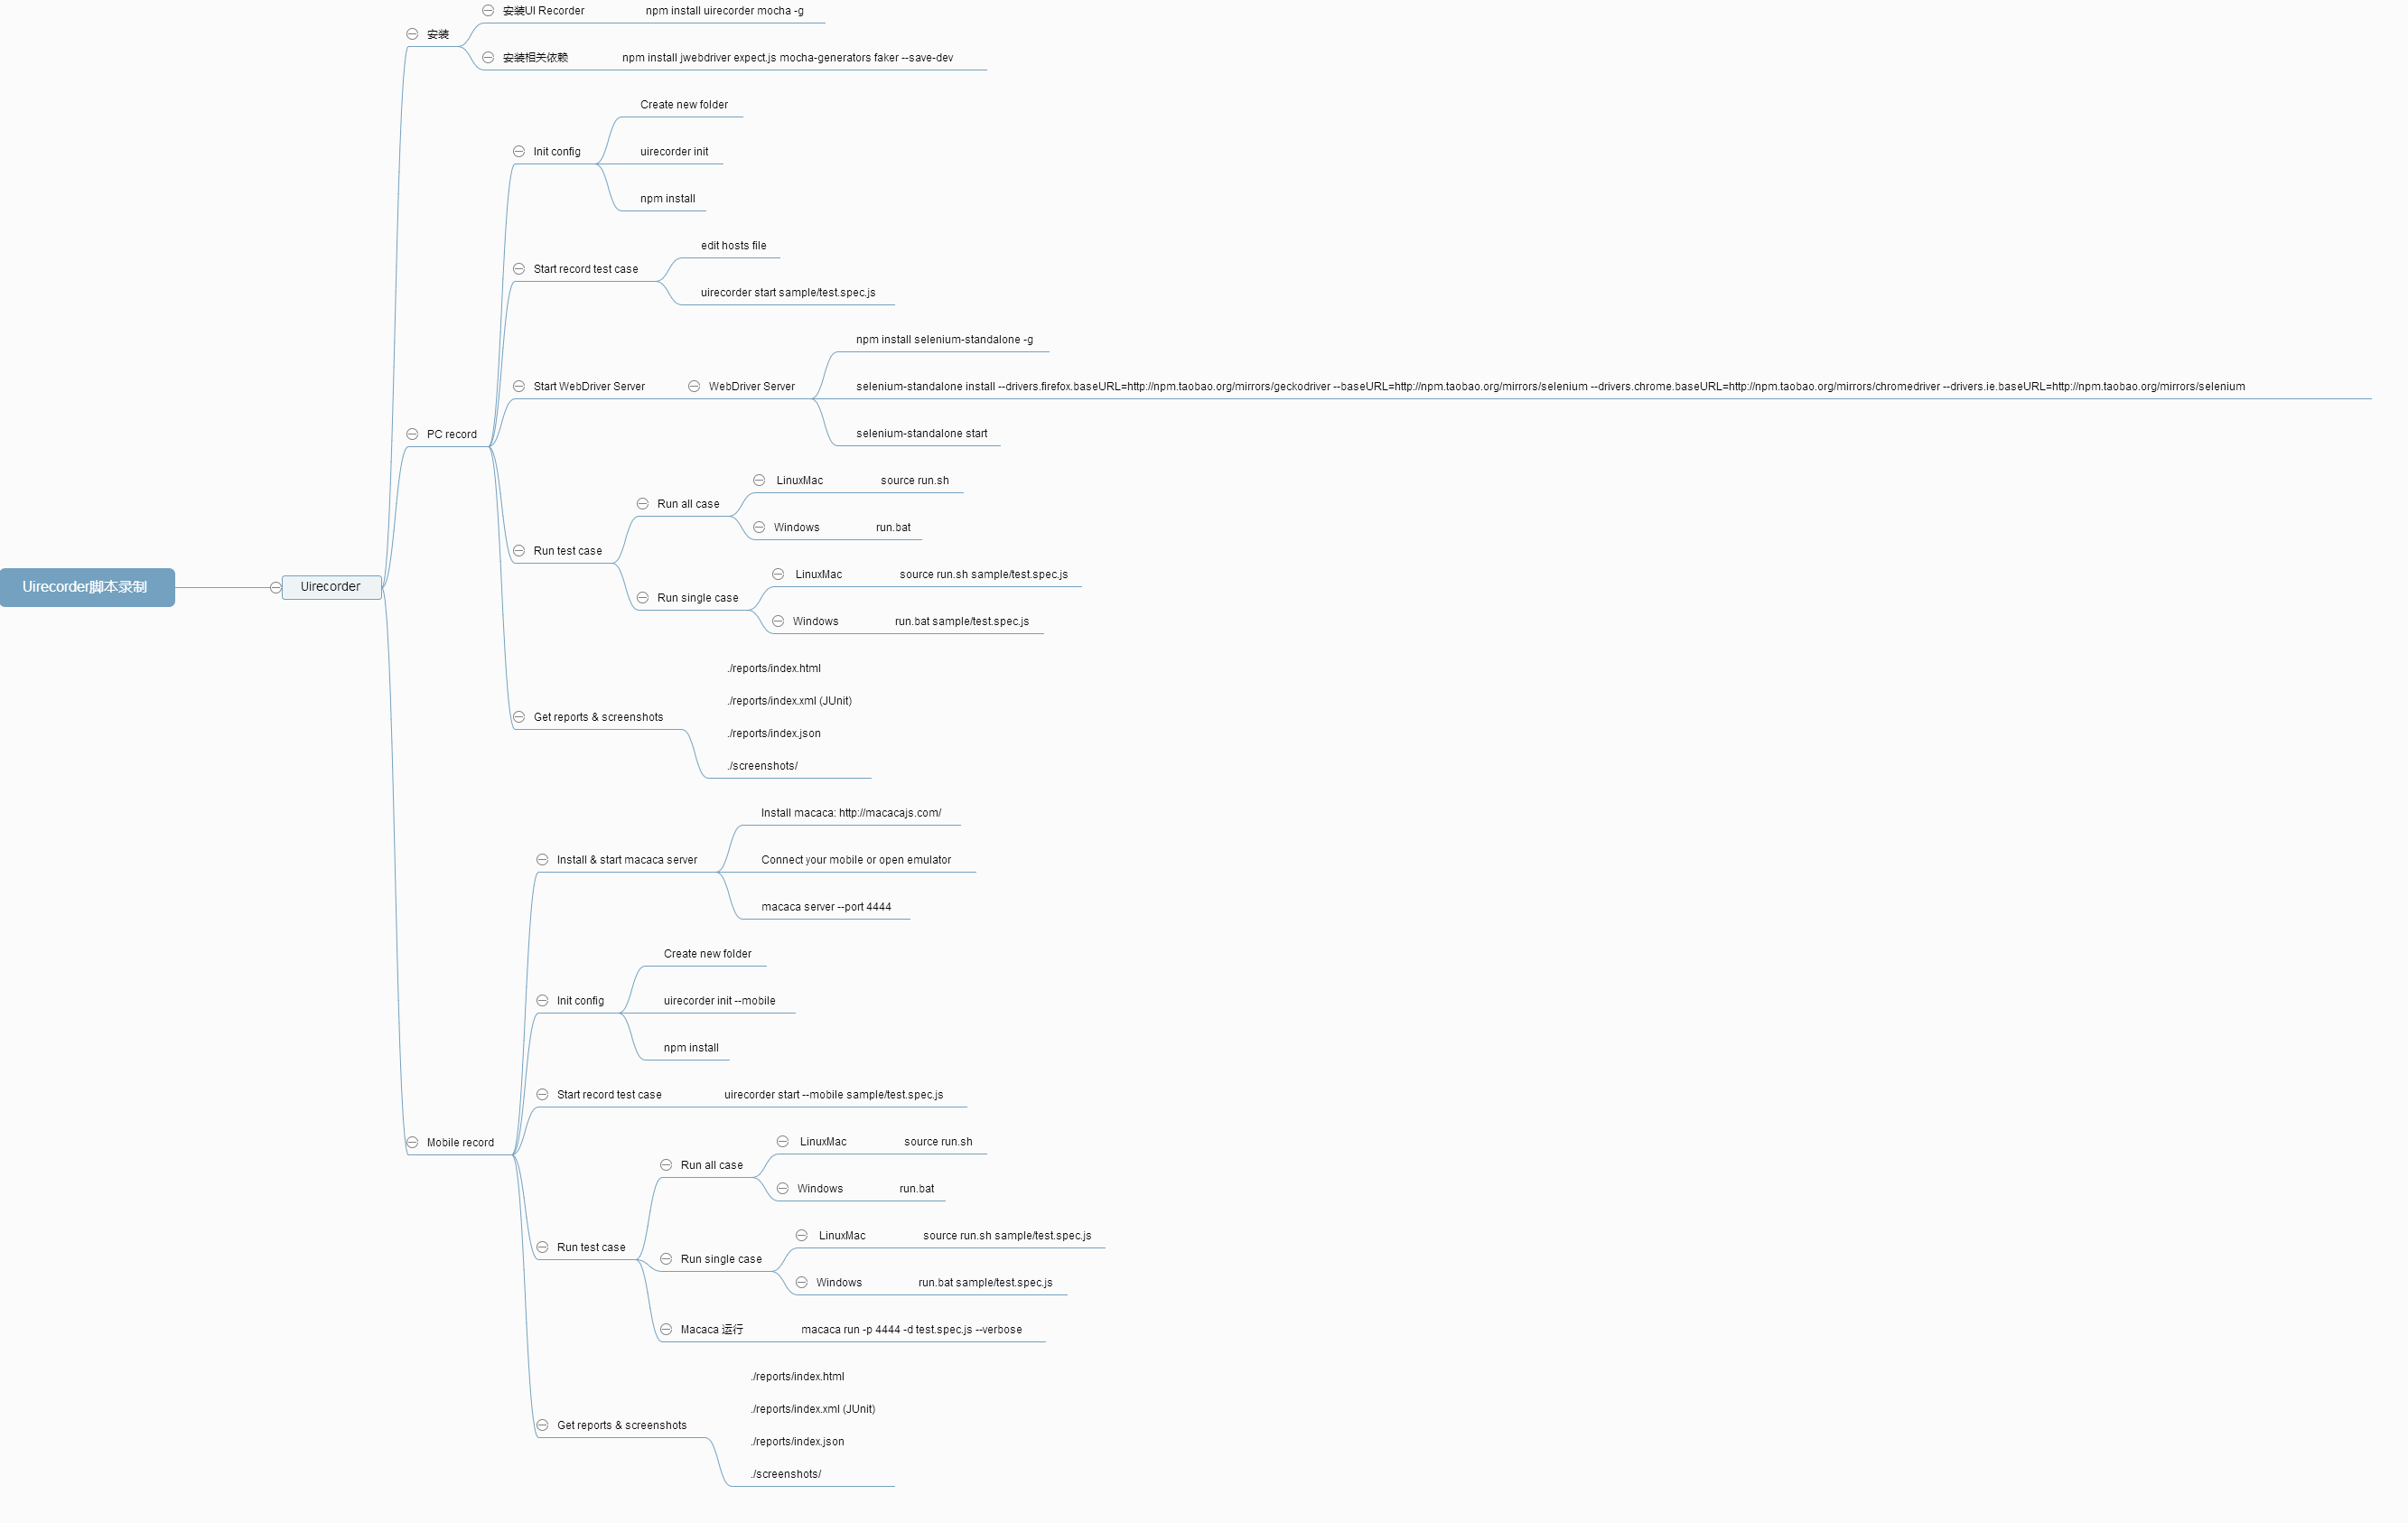 Uirecorder脚本录制
Uirecorder
安装
安装UI Recorder
npm install uirecorder mocha -g
安装相关依赖
npm install jwebdriver expect.js mocha-generators faker --save-dev
PC record
Init config
Create new folder
uirecorder init
npm install
Start record test case
edit hosts file
uirecorder start sample/test.spec.js
Start WebDriver Server
WebDriver Server
npm install selenium-standalone -g
selenium-standalone install --drivers.firefox.baseURL=http://npm.taobao.org/mirrors/geckodriver --baseURL=http://npm.taobao.org/mirrors/selenium --drivers.chrome.baseURL=http://npm.taobao.org/mirrors/chromedriver --drivers.ie.baseURL=http://npm.taobao.org/mirrors/selenium
selenium-standalone start
Run test case
Run all case
LinuxMac
source run.sh
Windows
run.bat
Run single case
LinuxMac
source run.sh sample/test.spec.js
Windows
run.bat sample/test.spec.js
Get reports & screenshots
./reports/index.html
./reports/index.xml (JUnit)
./reports/index.json
./screenshots/
Mobile record
Install & start macaca server
Install macaca: http://macacajs.com/
Connect your mobile or open emulator
macaca server --port 4444
Init config
Create new folder
uirecorder init --mobile
npm install
Start record test case
uirecorder start --mobile sample/test.spec.js
Run test case
Run all case
LinuxMac
source run.sh
Windows
run.bat
Run single case
LinuxMac
source run.sh sample/test.spec.js
Windows
run.bat sample/test.spec.js
Macaca 运行
macaca run -p 4444 -d test.spec.js --verbose
Get reports & screenshots
./reports/index.html
./reports/index.xml (JUnit)
./reports/index.json
./screenshots/